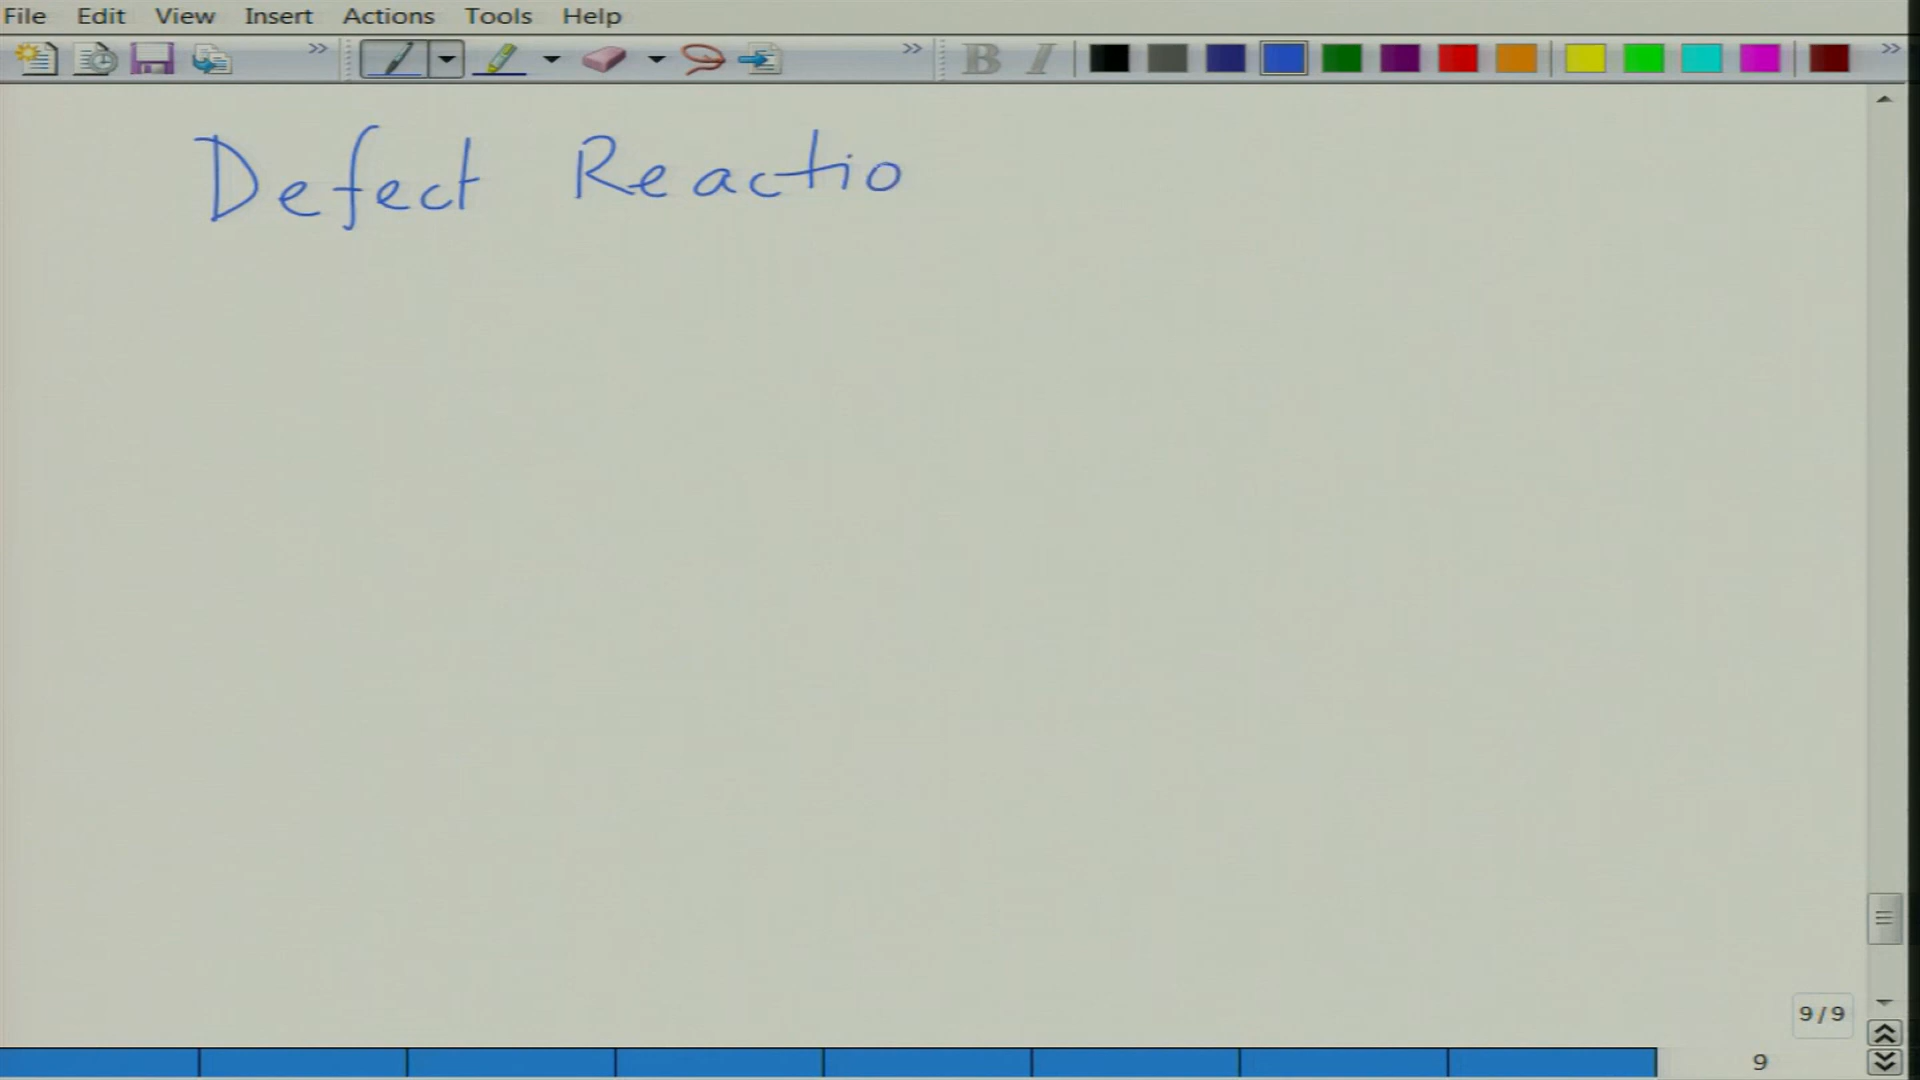 File Edit View Insert Actions Tools Help
B I
Defect Reactio
9 / 9
9